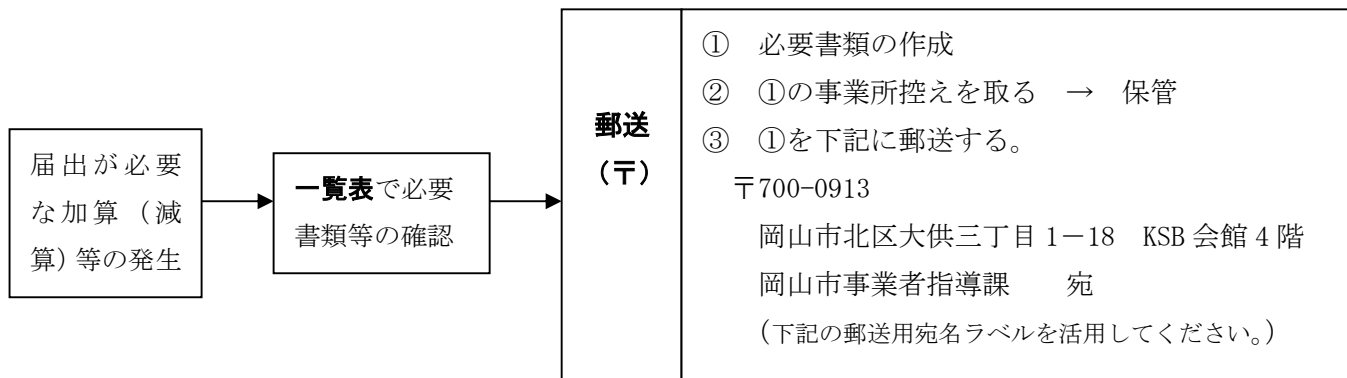 届出が必要
な加算（減
算）等の発生
一覧表で必要
書類等の確認
郵送
（〒）
① 必要書類の作成
② ①の事業所控えを取る → 保管
③ ①を下記に郵送する。
〒700-0913
岡山市北区大供三丁目1－18 KSB会館4階
岡山市事業者指導課 宛
（下記の郵送用宛名ラベルを活用してください。）